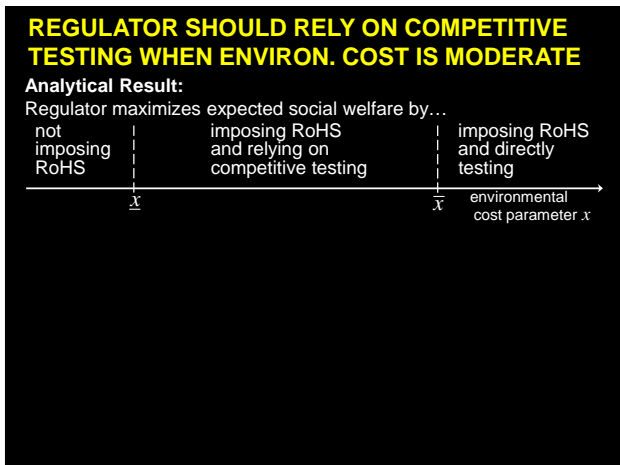 REGULATOR SHOULD RELY ON COMPETITIVE
TESTING WHEN ENVIRON. COST IS MODERATE
Analytical Result:
Regulator maximizes expected social welfare by…
not
imposing
RoHS
imposing RoHS
and relying on
competitive testing
imposing RoHS
and directly
testing
x̲
x̅
environmental
cost parameter x